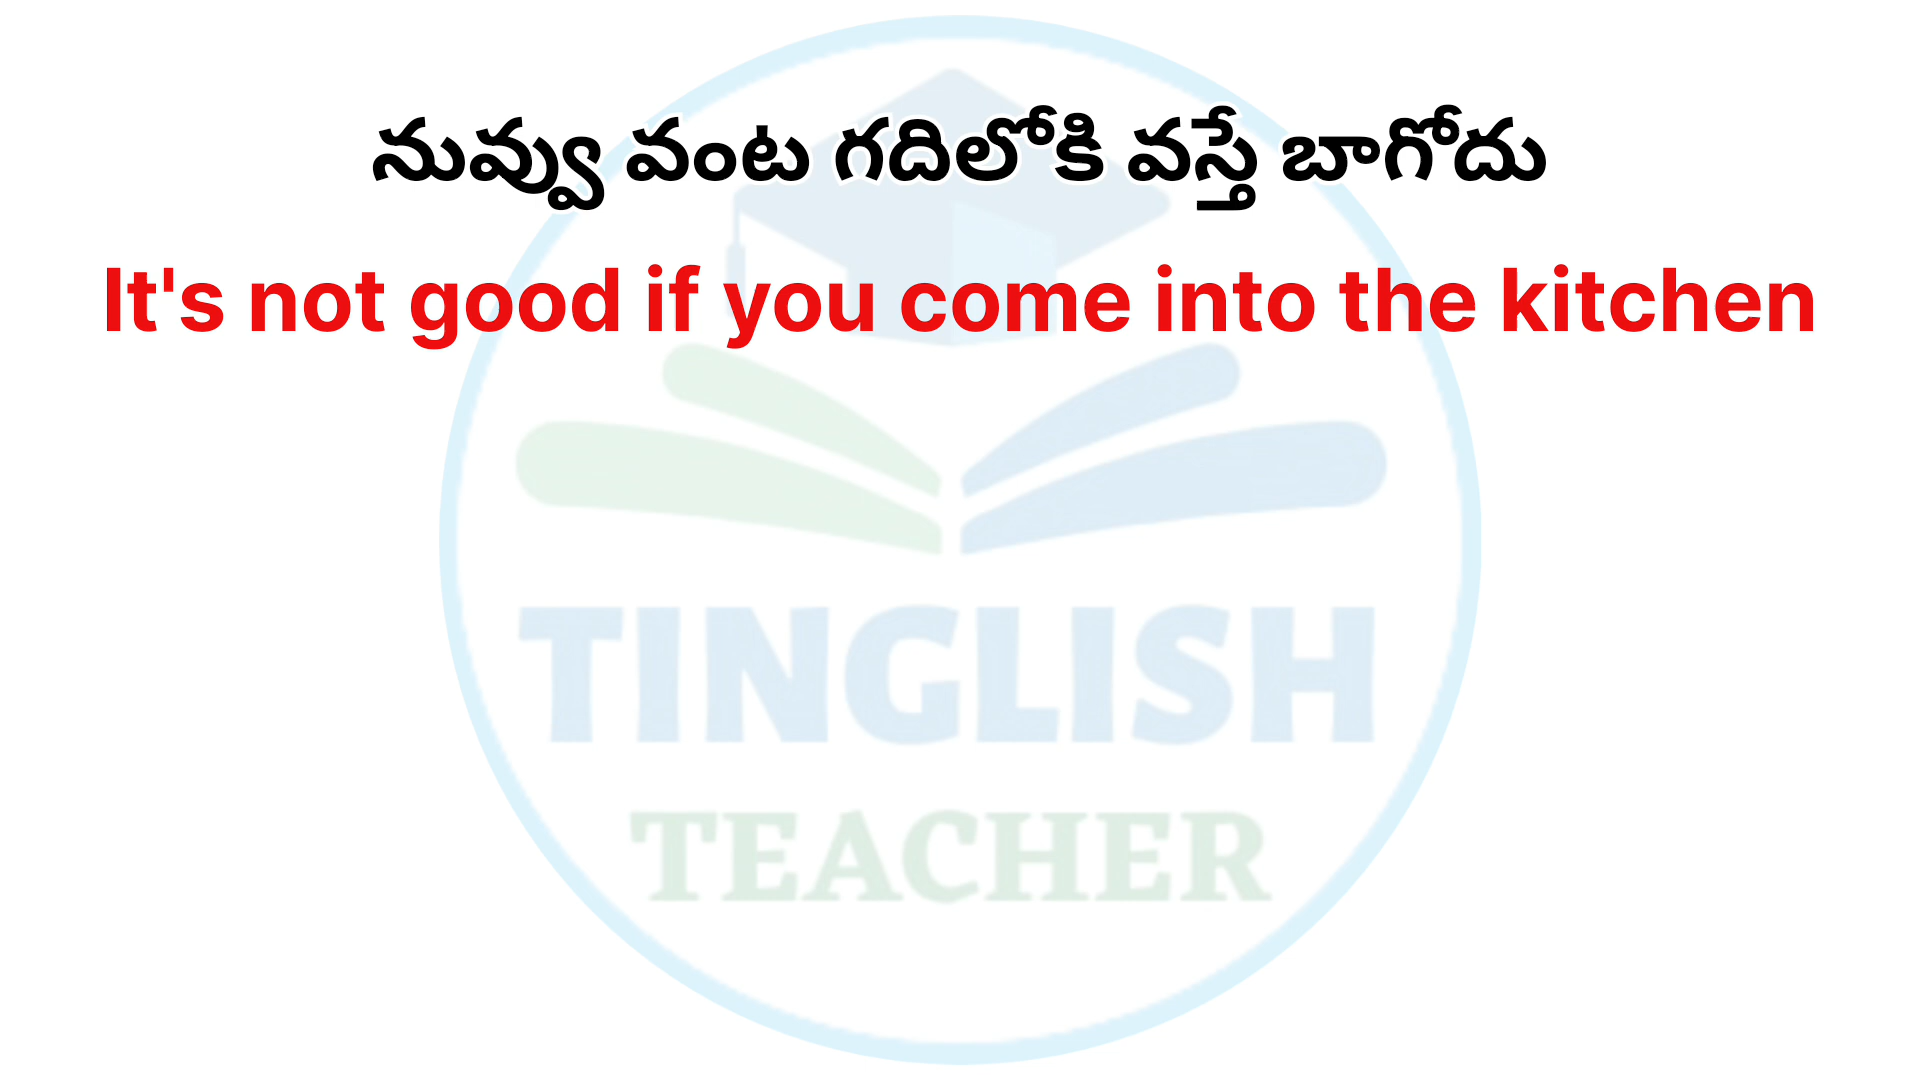 నువ్వు వంట గదిలోకి వస్తే బాగోదు
It's not good if you come into the kitchen
TINGLISH
TEACHER